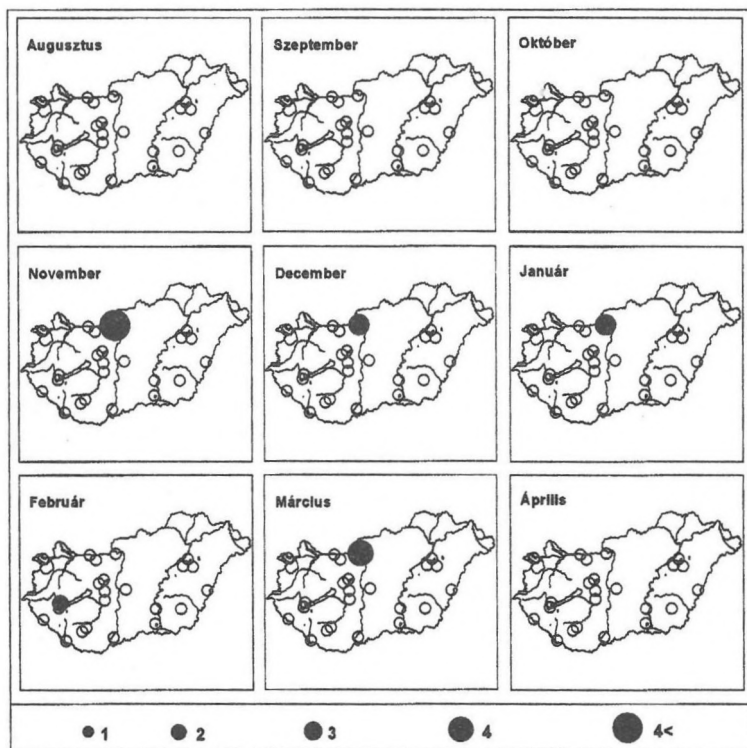 Augusztus
Szeptember
Október
November
December
Január
Február
Március
Április
1 2 3 4 4<